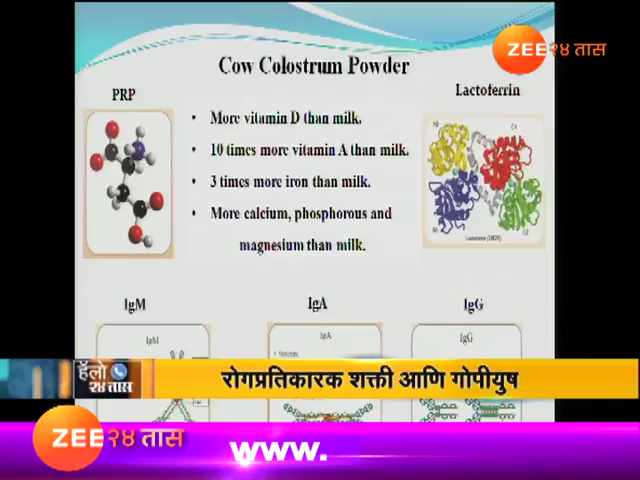 ZEE २४ तास
Cow Colostrum Powder
PRP
Lactoferrin
• More vitamin D than milk.
• 10 times more vitamin A than milk.
• 3 times more iron than milk.
• More calcium, phosphorous and
magnesium than milk.
IgM
IgA
IgG
IgM
IgA
IgG
हॅलो
२४ तास
रोगप्रतिकारक शक्ती आणि गोपीयुष
ZEE २४ तास
www.